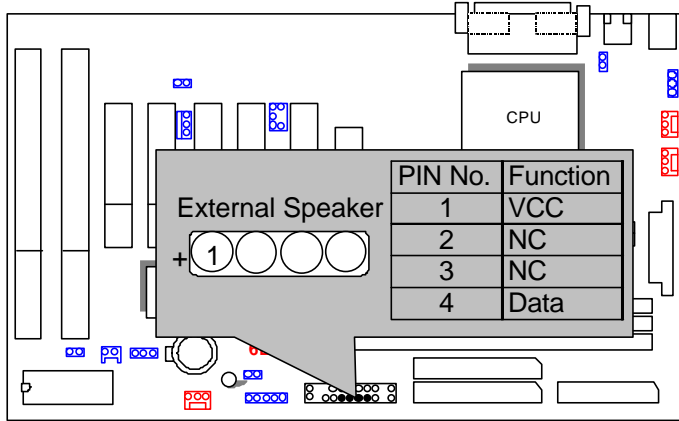 CPU
External Speaker
+ 1
PIN No. Function
1 VCC
2 NC
3 NC
4 Data